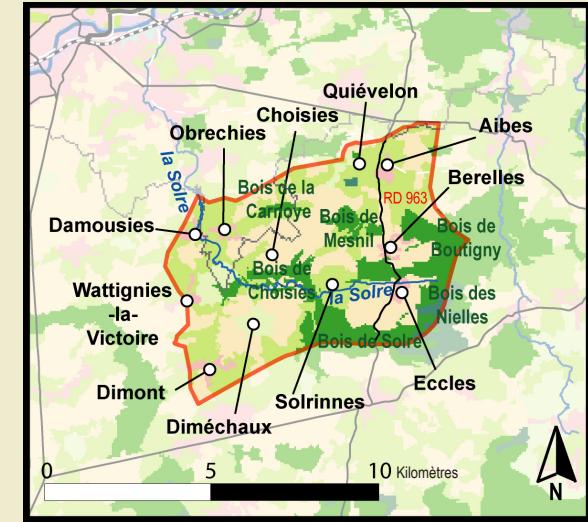 Quiévelon
Choisies
Obrechies
Aibes
la Solre
Berelles
Bois de la
Carnoye
RD 963
Bois de
Mesnil
Damousies
Bois de
Boutigny
Bois de
Choisies
Wattignies
-la-
Victoire
la Solre
Bois des
Nielles
Bois de Solre
Dimont
Solrinnes
Eccles
Diméchaux
0
5
10 Kilomètres
N